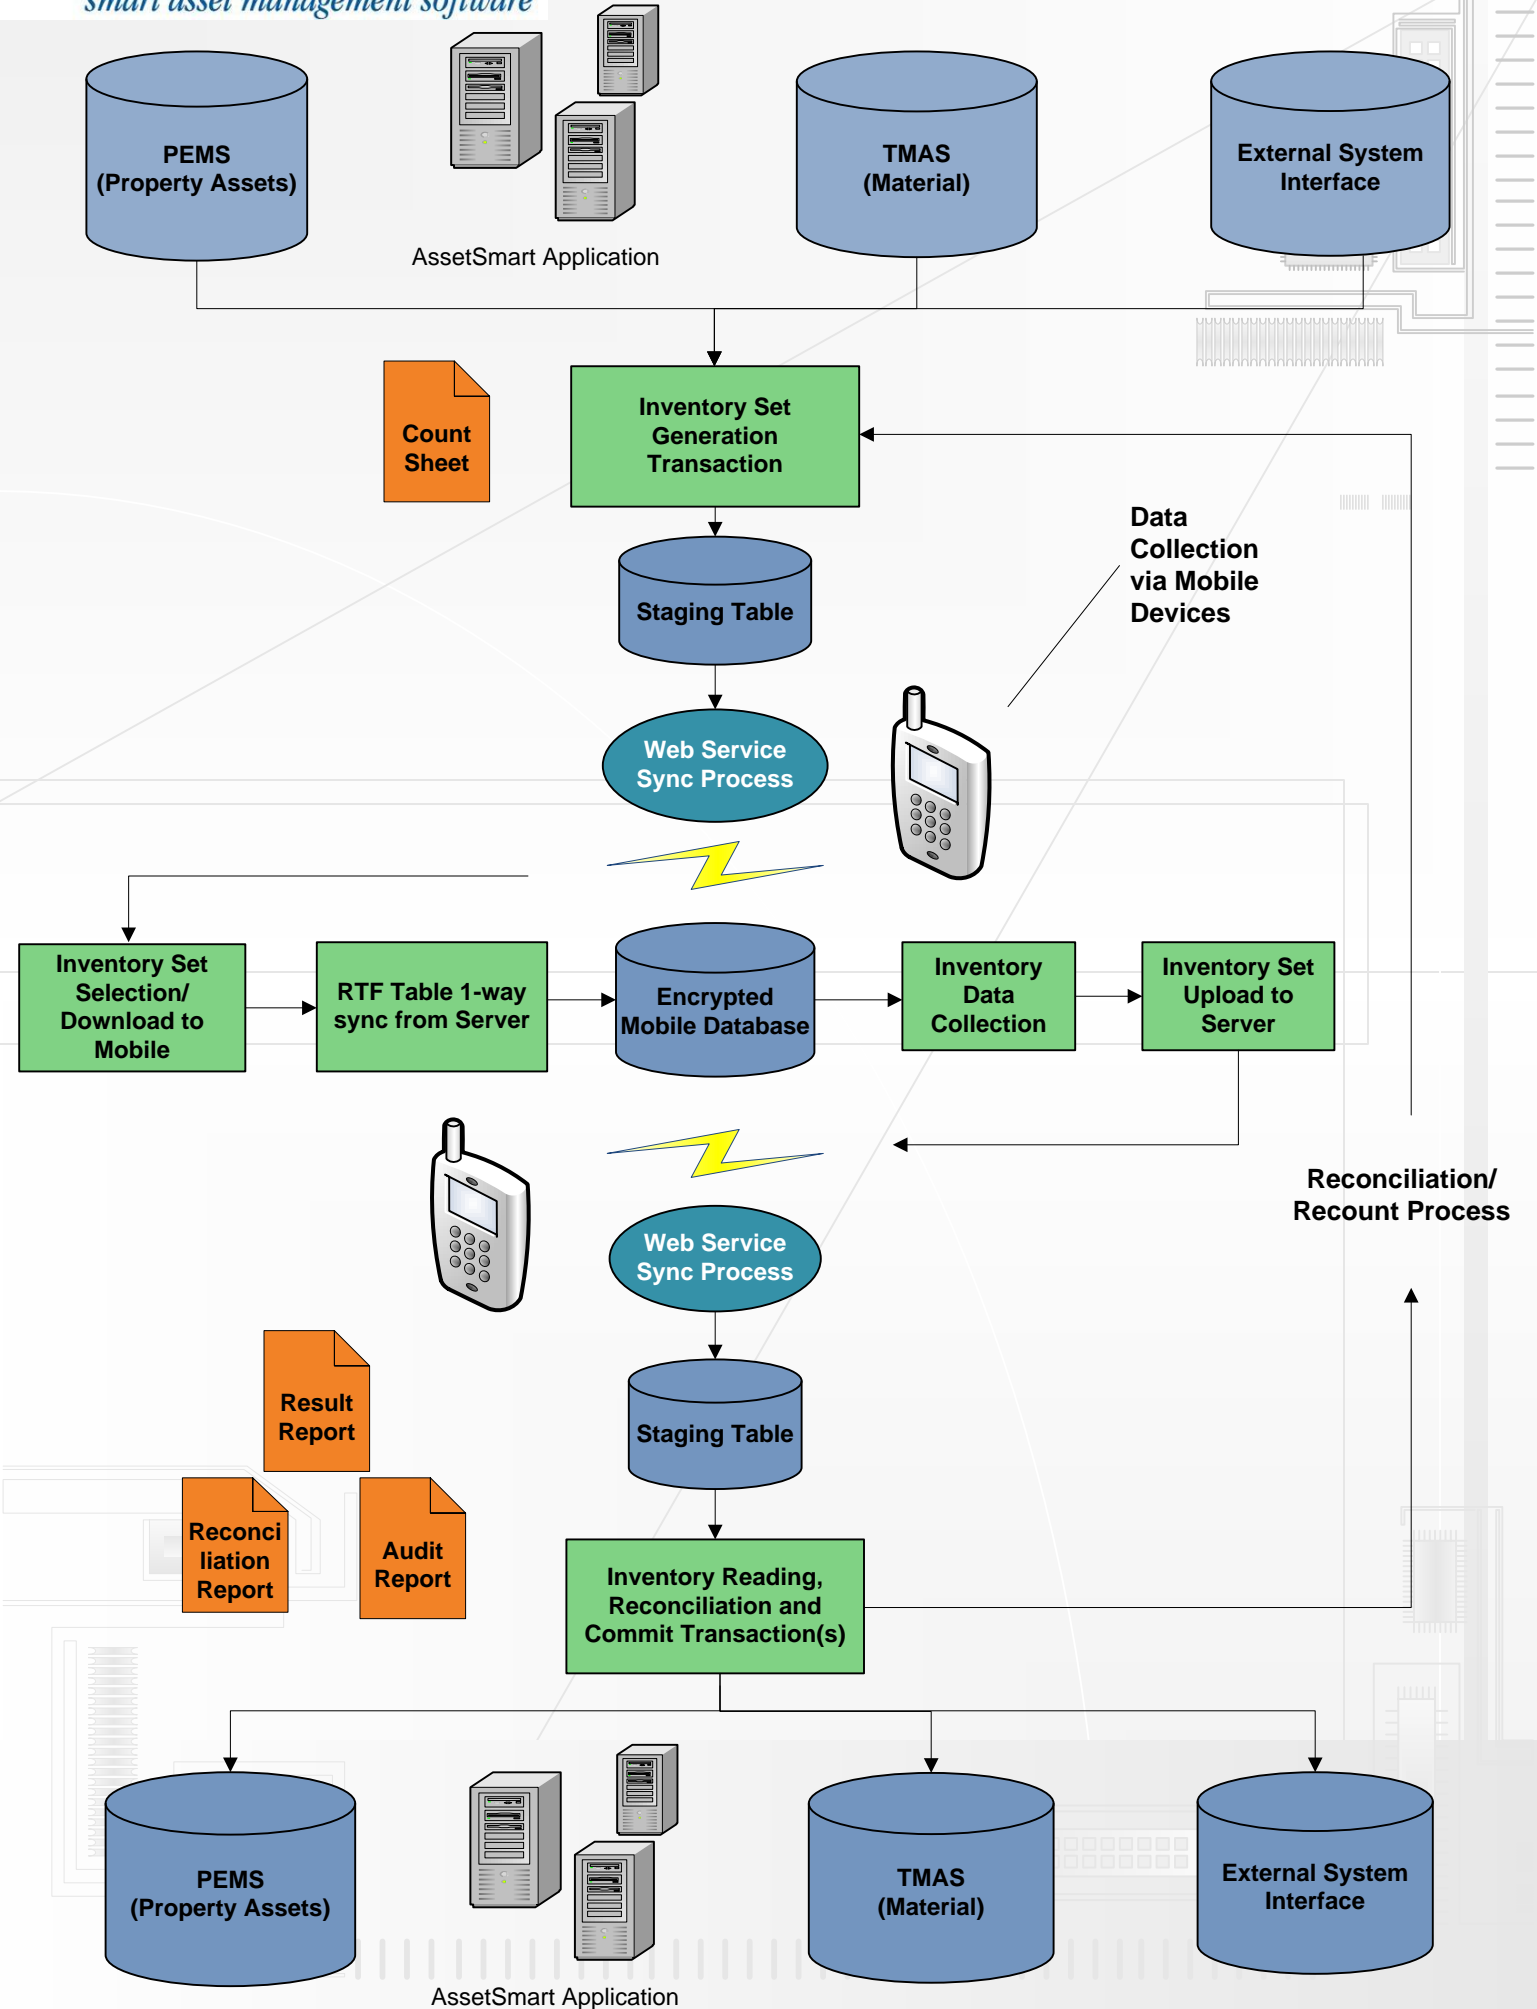 smart asset management software
PEMS
(Property Assets)
AssetSmart Application
TMAS
(Material)
External System
Interface
Count
Sheet
Inventory Set
Generation
Transaction
Data
Collection
via Mobile
Devices
Staging Table
Web Service
Sync Process
Inventory Set
Selection/
Download to
Mobile
RTF Table 1-way
sync from Server
Encrypted
Mobile Database
Inventory
Data
Collection
Inventory Set
Upload to
Server
Reconciliation/
Recount Process
Web Service
Sync Process
Result
Report
Staging Table
Reconci
liation
Report
Audit
Report
Inventory Reading,
Reconciliation and
Commit Transaction(s)
PEMS
(Property Assets)
AssetSmart Application
TMAS
(Material)
External System
Interface